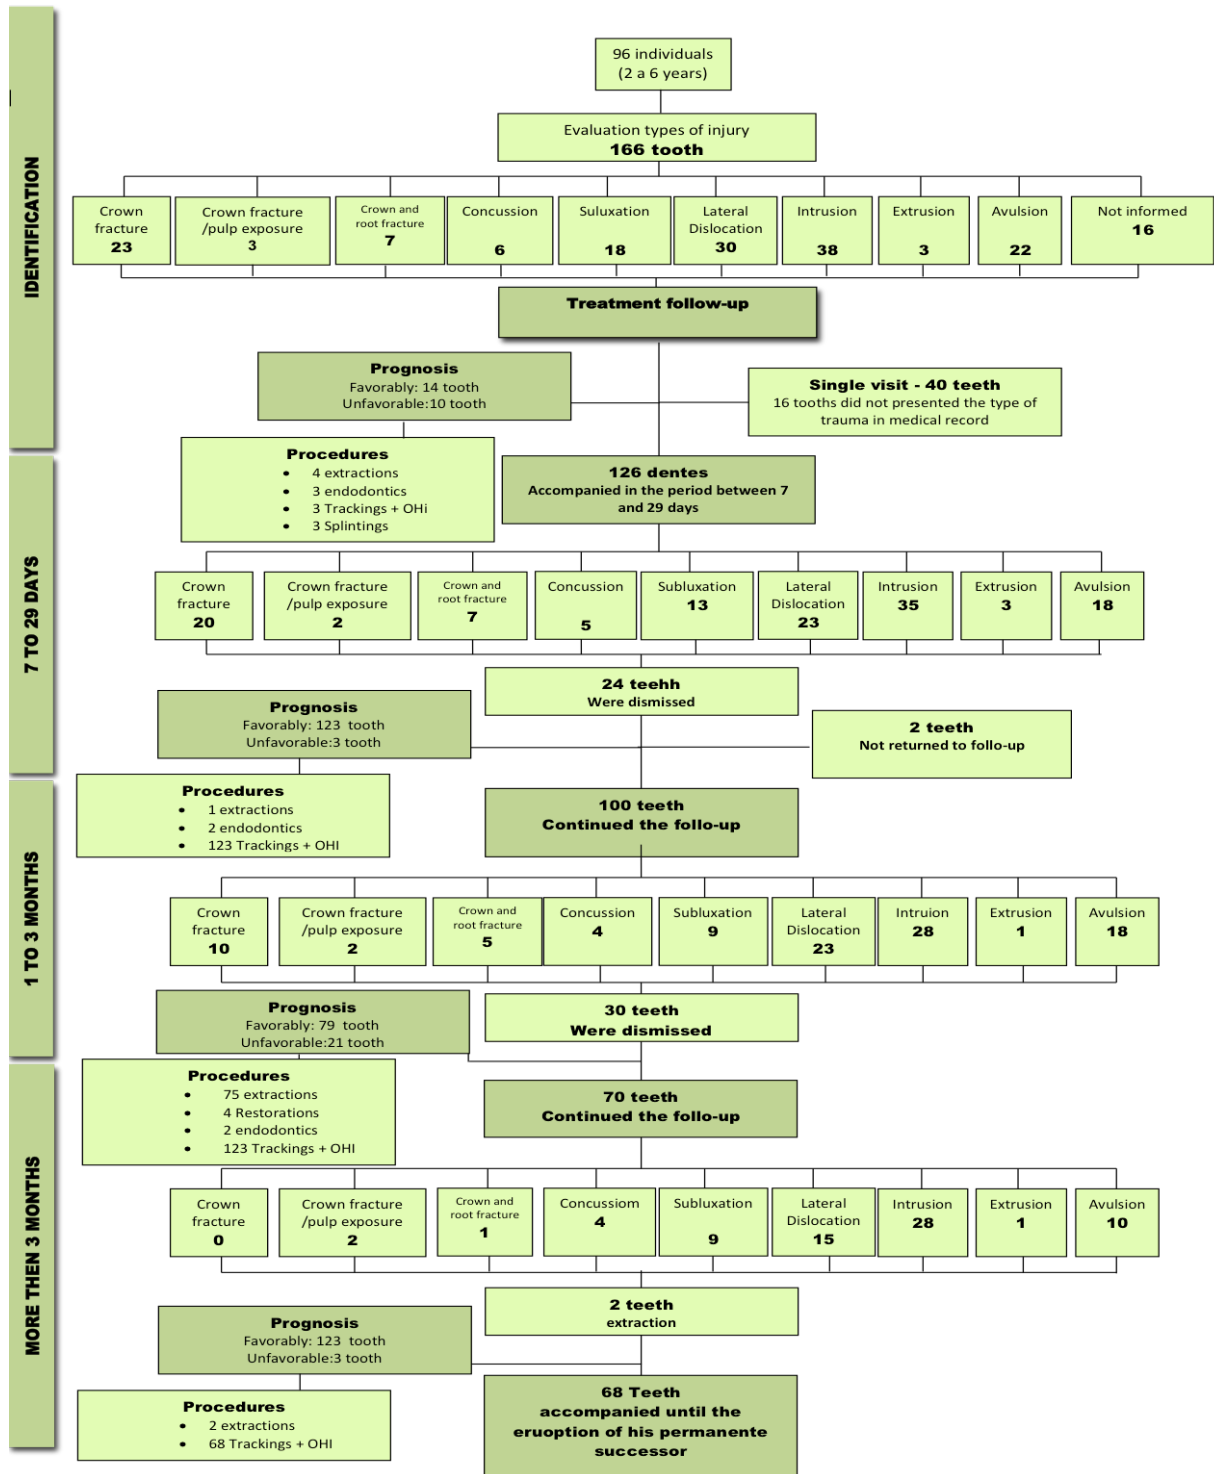 IDENTIFICATION
96 individuals
(2 a 6 years)
Evaluation types of injury
166 tooth
Crown
fracture
23
Crown fracture
/pulp exposure
3
Crown and
root fracture
7
Concussion
6
Suluxation
18
Lateral
Dislocation
30
Intrusion
38
Extrusion
3
Avulsion
22
Not informed
16
Treatment follow-up
Prognosis
Favorably: 14 tooth
Unfavorable:10 tooth
Single visit - 40 teeth
16 tooths did not presented the type of
trauma in medical record
Procedures
• 4 extractions
• 3 endodontics
• 3 Trackings + OHi
• 3 Splintings
7 TO 29 DAYS
126 dentes
Accompanied in the period between 7
and 29 days
Crown
fracture
20
Crown fracture
/pulp exposure
2
Crown and
root fracture
7
Concussion
5
Subluxation
13
Lateral
Dislocation
23
Intrusion
35
Extrusion
3
Avulsion
18
24 teehh
Were dismissed
Prognosis
Favorably: 123 tooth
Unfavorable:3 tooth
2 teeth
Not returned to follo-up
Procedures
• 1 extractions
• 2 endodontics
• 123 Trackings + OHI
1 TO 3 MONTHS
100 teeth
Continued the follo-up
Crown
fracture
10
Crown fracture
/pulp exposure
2
Crown and
root fracture
5
Concussion
4
Subluxation
9
Lateral
Dislocation
23
Intruion
28
Extrusion
1
Avulsion
18
30 teeth
Were dismissed
Prognosis
Favorably: 79 tooth
Unfavorable:21 tooth
Procedures
• 75 extractions
• 4 Restorations
• 2 endodontics
• 123 Trackings + OHI
MORE THEN 3 MONTHS
70 teeth
Continued the follo-up
Crown
fracture
0
Crown fracture
/pulp exposure
2
Crown and
root fracture
1
Concussiom
4
Subluxation
9
Lateral
Dislocation
15
Intrusion
28
Extrusion
1
Avulsion
10
2 teeth
extraction
Prognosis
Favorably: 123 tooth
Unfavorable:3 tooth
Procedures
• 2 extractions
• 68 Trackings + OHI
68 Teeth
accompanied until the
eruoption of his permanente
successor